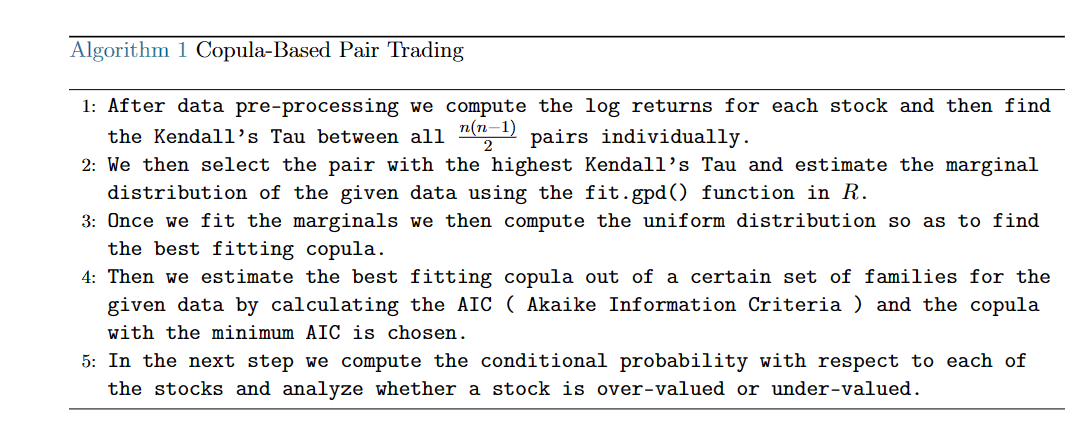 Algorithm 1 Copula-Based Pair Trading
1: After data pre-processing we compute the log returns for each stock and then find
the Kendall's Tau between all n(n−1)/2 pairs individually.
2: We then select the pair with the highest Kendall's Tau and estimate the marginal
distribution of the given data using the fit.gpd() function in R.
3: Once we fit the marginals we then compute the uniform distribution so as to find
the best fitting copula.
4: Then we estimate the best fitting copula out of a certain set of families for the
given data by calculating the AIC ( Akaike Information Criteria ) and the copula
with the minimum AIC is chosen.
5: In the next step we compute the conditional probability with respect to each of
the stocks and analyze whether a stock is over-valued or under-valued.